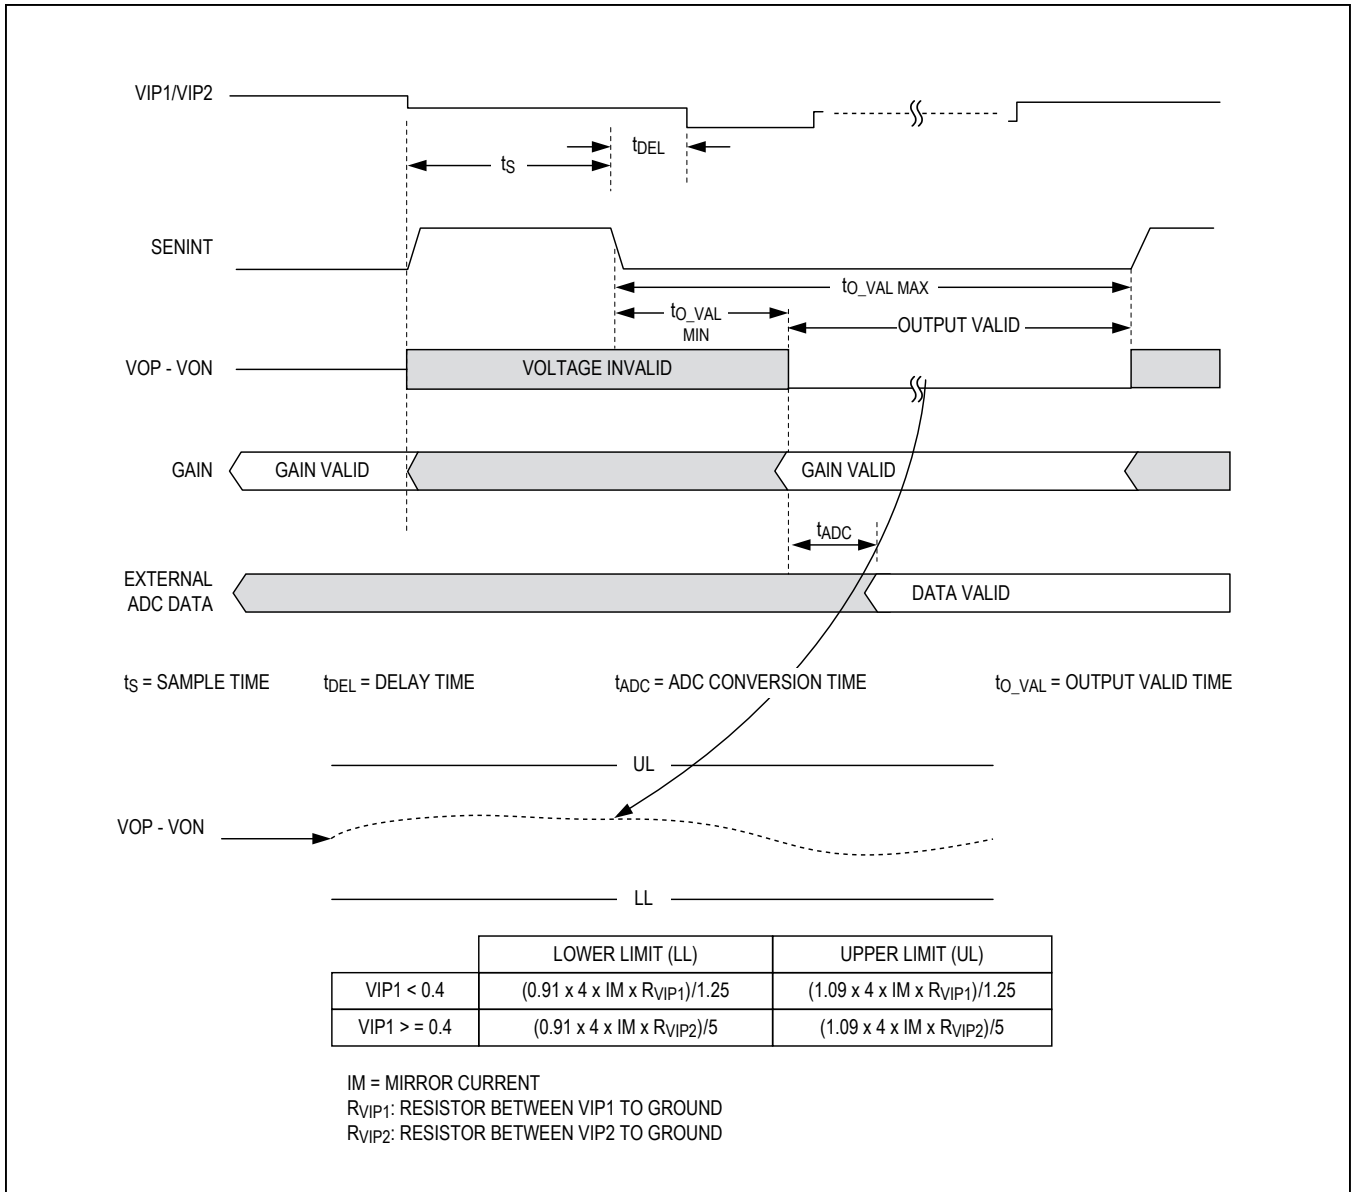 VIP1/VIP2
tDEL
tS
SENINT
tO_VAL MAX
tO_VAL
MIN
OUTPUT VALID
VOP - VON
VOLTAGE INVALID
GAIN
GAIN VALID
GAIN VALID
tADC
EXTERNAL
ADC DATA
DATA VALID
tS = SAMPLE TIME
tDEL = DELAY TIME
tADC = ADC CONVERSION TIME
tO_VAL = OUTPUT VALID TIME
UL
VOP - VON
LL
LOWER LIMIT (LL) UPPER LIMIT (UL)
VIP1 < 0.4 (0.91 x 4 x IM x RVIP1)/1.25 (1.09 x 4 x IM x RVIP1)/1.25
VIP1 > = 0.4 (0.91 x 4 x IM x RVIP2)/5 (1.09 x 4 x IM x RVIP2)/5
IM = MIRROR CURRENT
RVIP1: RESISTOR BETWEEN VIP1 TO GROUND
RVIP2: RESISTOR BETWEEN VIP2 TO GROUND